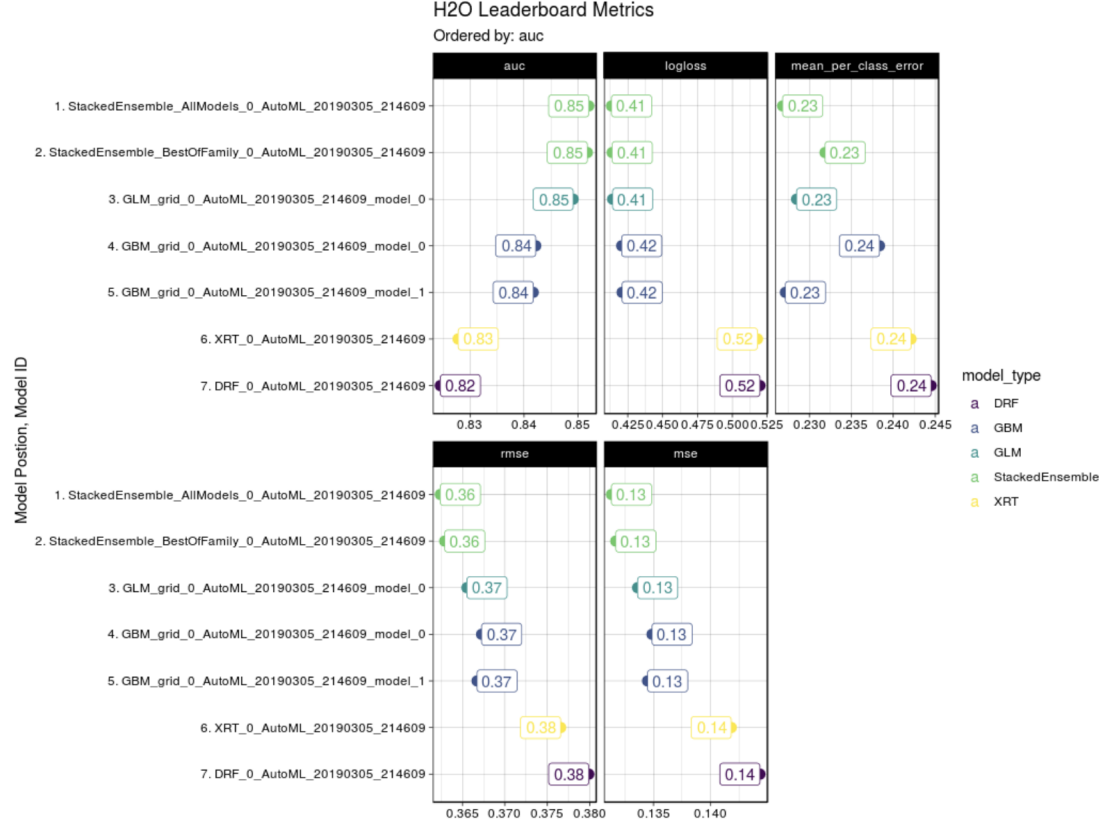 H2O Leaderboard Metrics
Ordered by: auc
auc logloss mean_per_class_error
1. StackedEnsemble_AllModels_0_AutoML_20190305_214609 0.85 0.41 0.23
2. StackedEnsemble_BestOfFamily_0_AutoML_20190305_214609 0.85 0.41 0.23
3. GLM_grid_0_AutoML_20190305_214609_model_0 0.85 0.41 0.23
4. GBM_grid_0_AutoML_20190305_214609_model_0 0.84 0.42 0.24
5. GBM_grid_0_AutoML_20190305_214609_model_1 0.84 0.42 0.23
6. XRT_0_AutoML_20190305_214609 0.83 0.52 0.24
7. DRF_0_AutoML_20190305_214609 0.82 0.52 0.24
0.83 0.84 0.85 0.425 0.450 0.475 0.500 0.525 0.230 0.235 0.240 0.245
Model Postion, Model ID
rmse mse
1. StackedEnsemble_AllModels_0_AutoML_20190305_214609 0.36 0.13
2. StackedEnsemble_BestOfFamily_0_AutoML_20190305_214609 0.36 0.13
3. GLM_grid_0_AutoML_20190305_214609_model_0 0.37 0.13
4. GBM_grid_0_AutoML_20190305_214609_model_0 0.37 0.13
5. GBM_grid_0_AutoML_20190305_214609_model_1 0.37 0.13
6. XRT_0_AutoML_20190305_214609 0.38 0.14
7. DRF_0_AutoML_20190305_214609 0.38 0.14
0.365 0.370 0.375 0.380 0.135 0.140
model_type
a DRF
a GBM
a GLM
a StackedEnsemble
a XRT